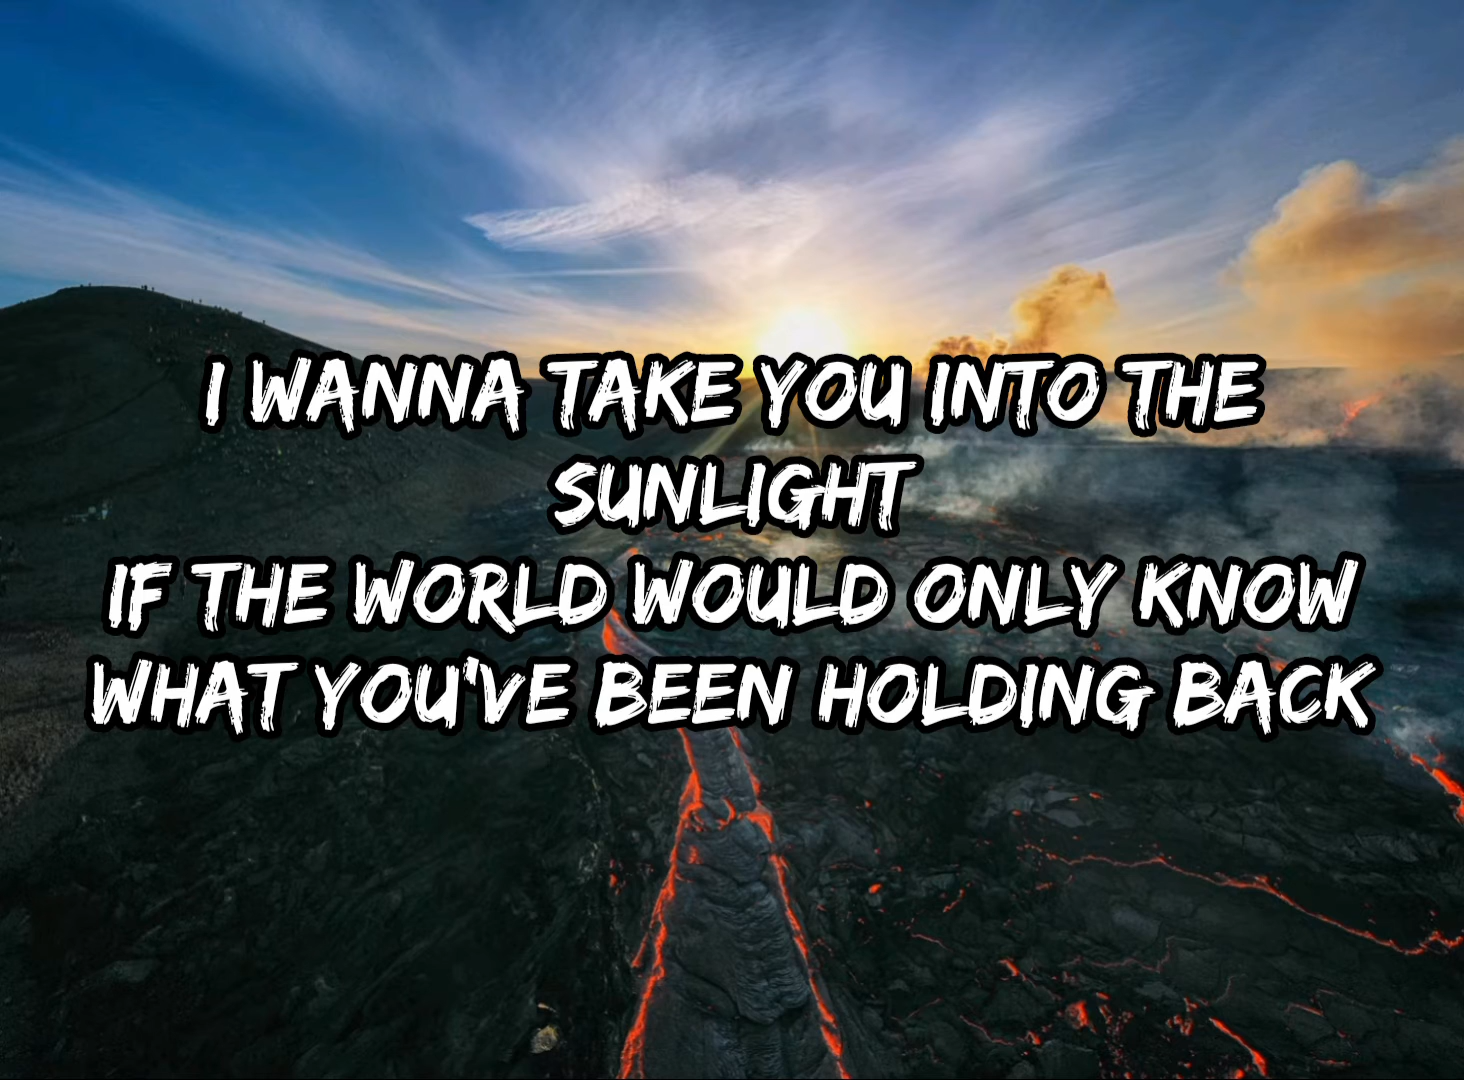 I WANNA TAKE YOU INTO THE
SUNLIGHT
IF THE WORLD WOULD ONLY KNOW
WHAT YOU'VE BEEN HOLDING BACK